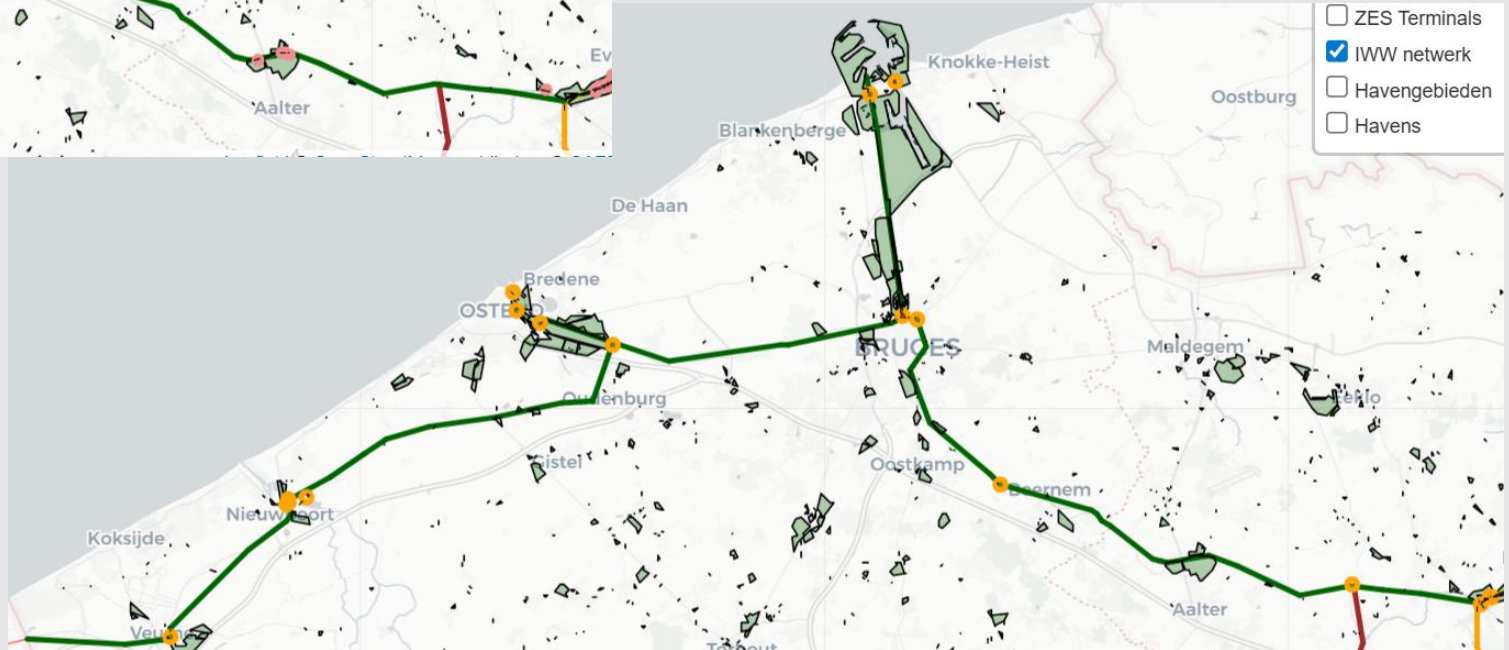 ZES Terminals
IWW netwerk
Havengebieden
Havens
Ev
Aalter
Knokke-Heist
Oostburg
Blankenberge
De Haan
Bredene
BRUGES
Maldegem
Oudenburg
Gistel
Oostkamp
Beernem
Nieuwpoort
Koksijde
Aalter